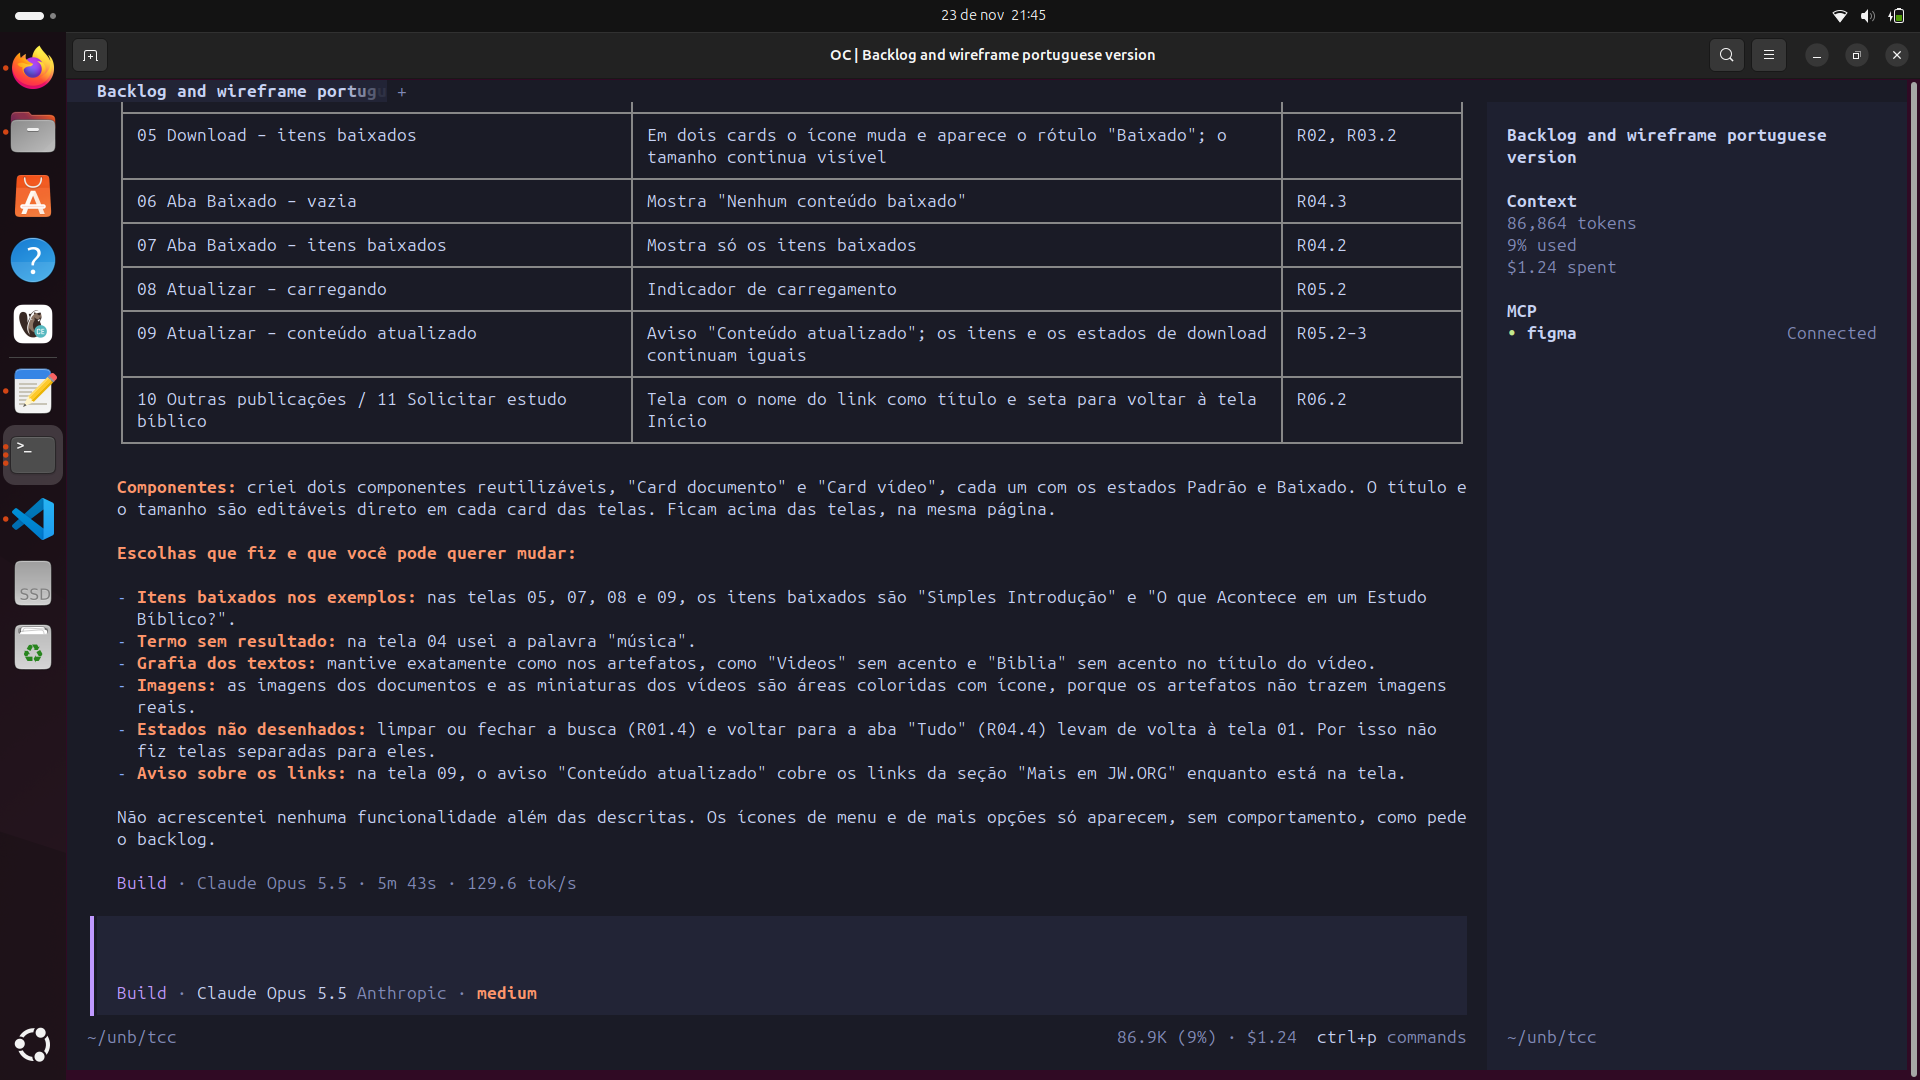 23 de nov 21:45
OC | Backlog and wireframe portuguese version
Backlog and wireframe portugu +
05 Download - itens baixados
Em dois cards o ícone muda e aparece o rótulo "Baixado"; o
tamanho continua visível
R02, R03.2
06 Aba Baixado - vazia
Mostra "Nenhum conteúdo baixado"
R04.3
07 Aba Baixado - itens baixados
Mostra só os itens baixados
R04.2
08 Atualizar - carregando
Indicador de carregamento
R05.2
09 Atualizar - conteúdo atualizado
Aviso "Conteúdo atualizado"; os itens e os estados de download
continuam iguais
R05.2-3
10 Outras publicações / 11 Solicitar estudo
bíblico
Tela com o nome do link como título e seta para voltar à tela
Início
R06.2
Componentes: criei dois componentes reutilizáveis, "Card documento" e "Card vídeo", cada um com os estados Padrão e Baixado. O título e
o tamanho são editáveis direto em cada card das telas. Ficam acima das telas, na mesma página.
Escolhas que fiz e que você pode querer mudar:
- Itens baixados nos exemplos: nas telas 05, 07, 08 e 09, os itens baixados são "Simples Introdução" e "O que Acontece em um Estudo
Bíblico?".
- Termo sem resultado: na tela 04 usei a palavra "música".
- Grafia dos textos: mantive exatamente como nos artefatos, como "Videos" sem acento e "Biblia" sem acento no título do vídeo.
- Imagens: as imagens dos documentos e as miniaturas dos vídeos são áreas coloridas com ícone, porque os artefatos não trazem imagens
reais.
- Estados não desenhados: limpar ou fechar a busca (R01.4) e voltar para a aba "Tudo" (R04.4) levam de volta à tela 01. Por isso não
fiz telas separadas para eles.
- Aviso sobre os links: na tela 09, o aviso "Conteúdo atualizado" cobre os links da seção "Mais em JW.ORG" enquanto está na tela.
Não acrescentei nenhuma funcionalidade além das descritas. Os ícones de menu e de mais opções só aparecem, sem comportamento, como pede
o backlog.
Build · Claude Opus 5.5 · 5m 43s · 129.6 tok/s
Build · Claude Opus 5.5 Anthropic · medium
~/unb/tcc
86.9K (9%) · $1.24 ctrl+p commands
Backlog and wireframe portuguese
version
Context
86,864 tokens
9% used
$1.24 spent
MCP
• figma Connected
~/unb/tcc
SSD